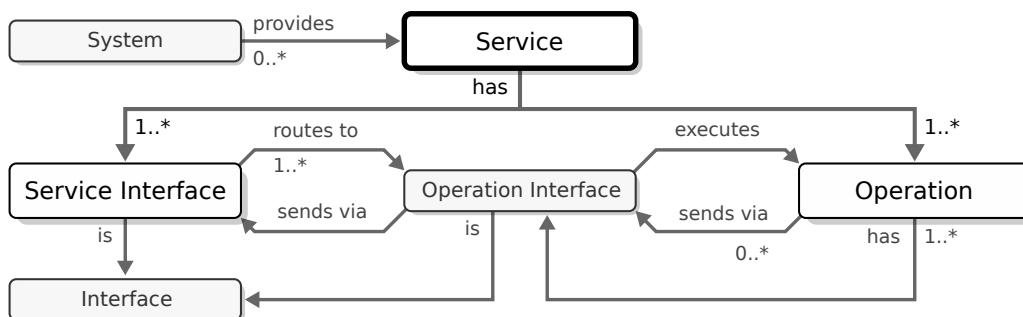 System
provides
0..*
Service
has
1..*
1..*
Service Interface
routes to
1..*
sends via
Operation Interface
executes
sends via
0..*
Operation
is
is
has
1..*
Interface